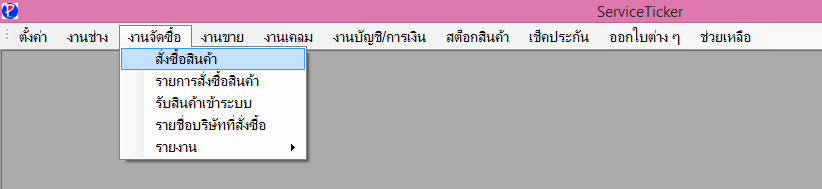 ServiceTicker
ตั้งค่า งานช่าง งานจัดซื้อ งานขาย งานเคลม งานบัญชี/การเงิน สต็อกสินค้า เช็คประกัน ออกใบต่าง ๆ ช่วยเหลือ
สั่งซื้อสินค้า
รายการสั่งซื้อสินค้า
รับสินค้าเข้าระบบ
รายชื่อบริษัทที่สั่งซื้อ
รายงาน